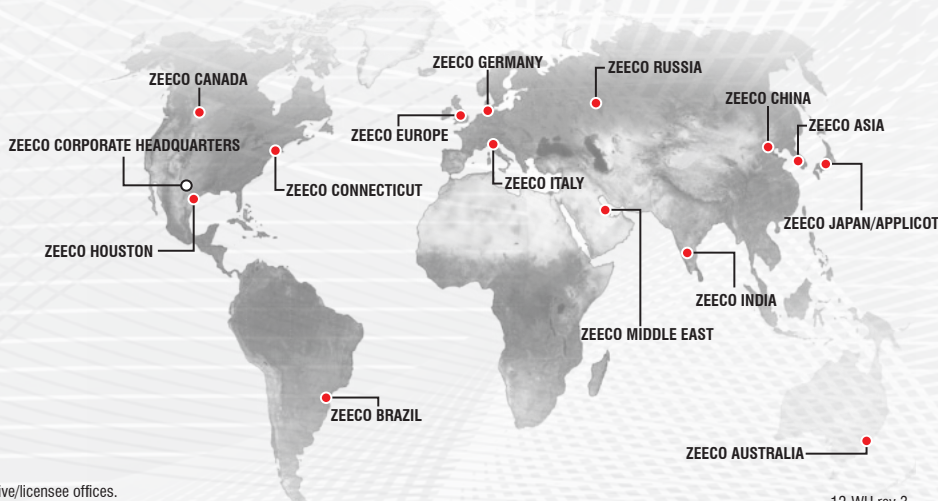 ZEECO GERMANY
ZEECO RUSSIA
ZEECO CANADA
ZEECO CHINA
ZEECO ASIA
ZEECO EUROPE
ZEECO CORPORATE HEADQUARTERS
ZEECO CONNECTICUT
ZEECO ITALY
ZEECO JAPAN/APPLICOT
ZEECO HOUSTON
ZEECO INDIA
ZEECO MIDDLE EAST
ZEECO BRAZIL
ZEECO AUSTRALIA
ive/licensee offices.